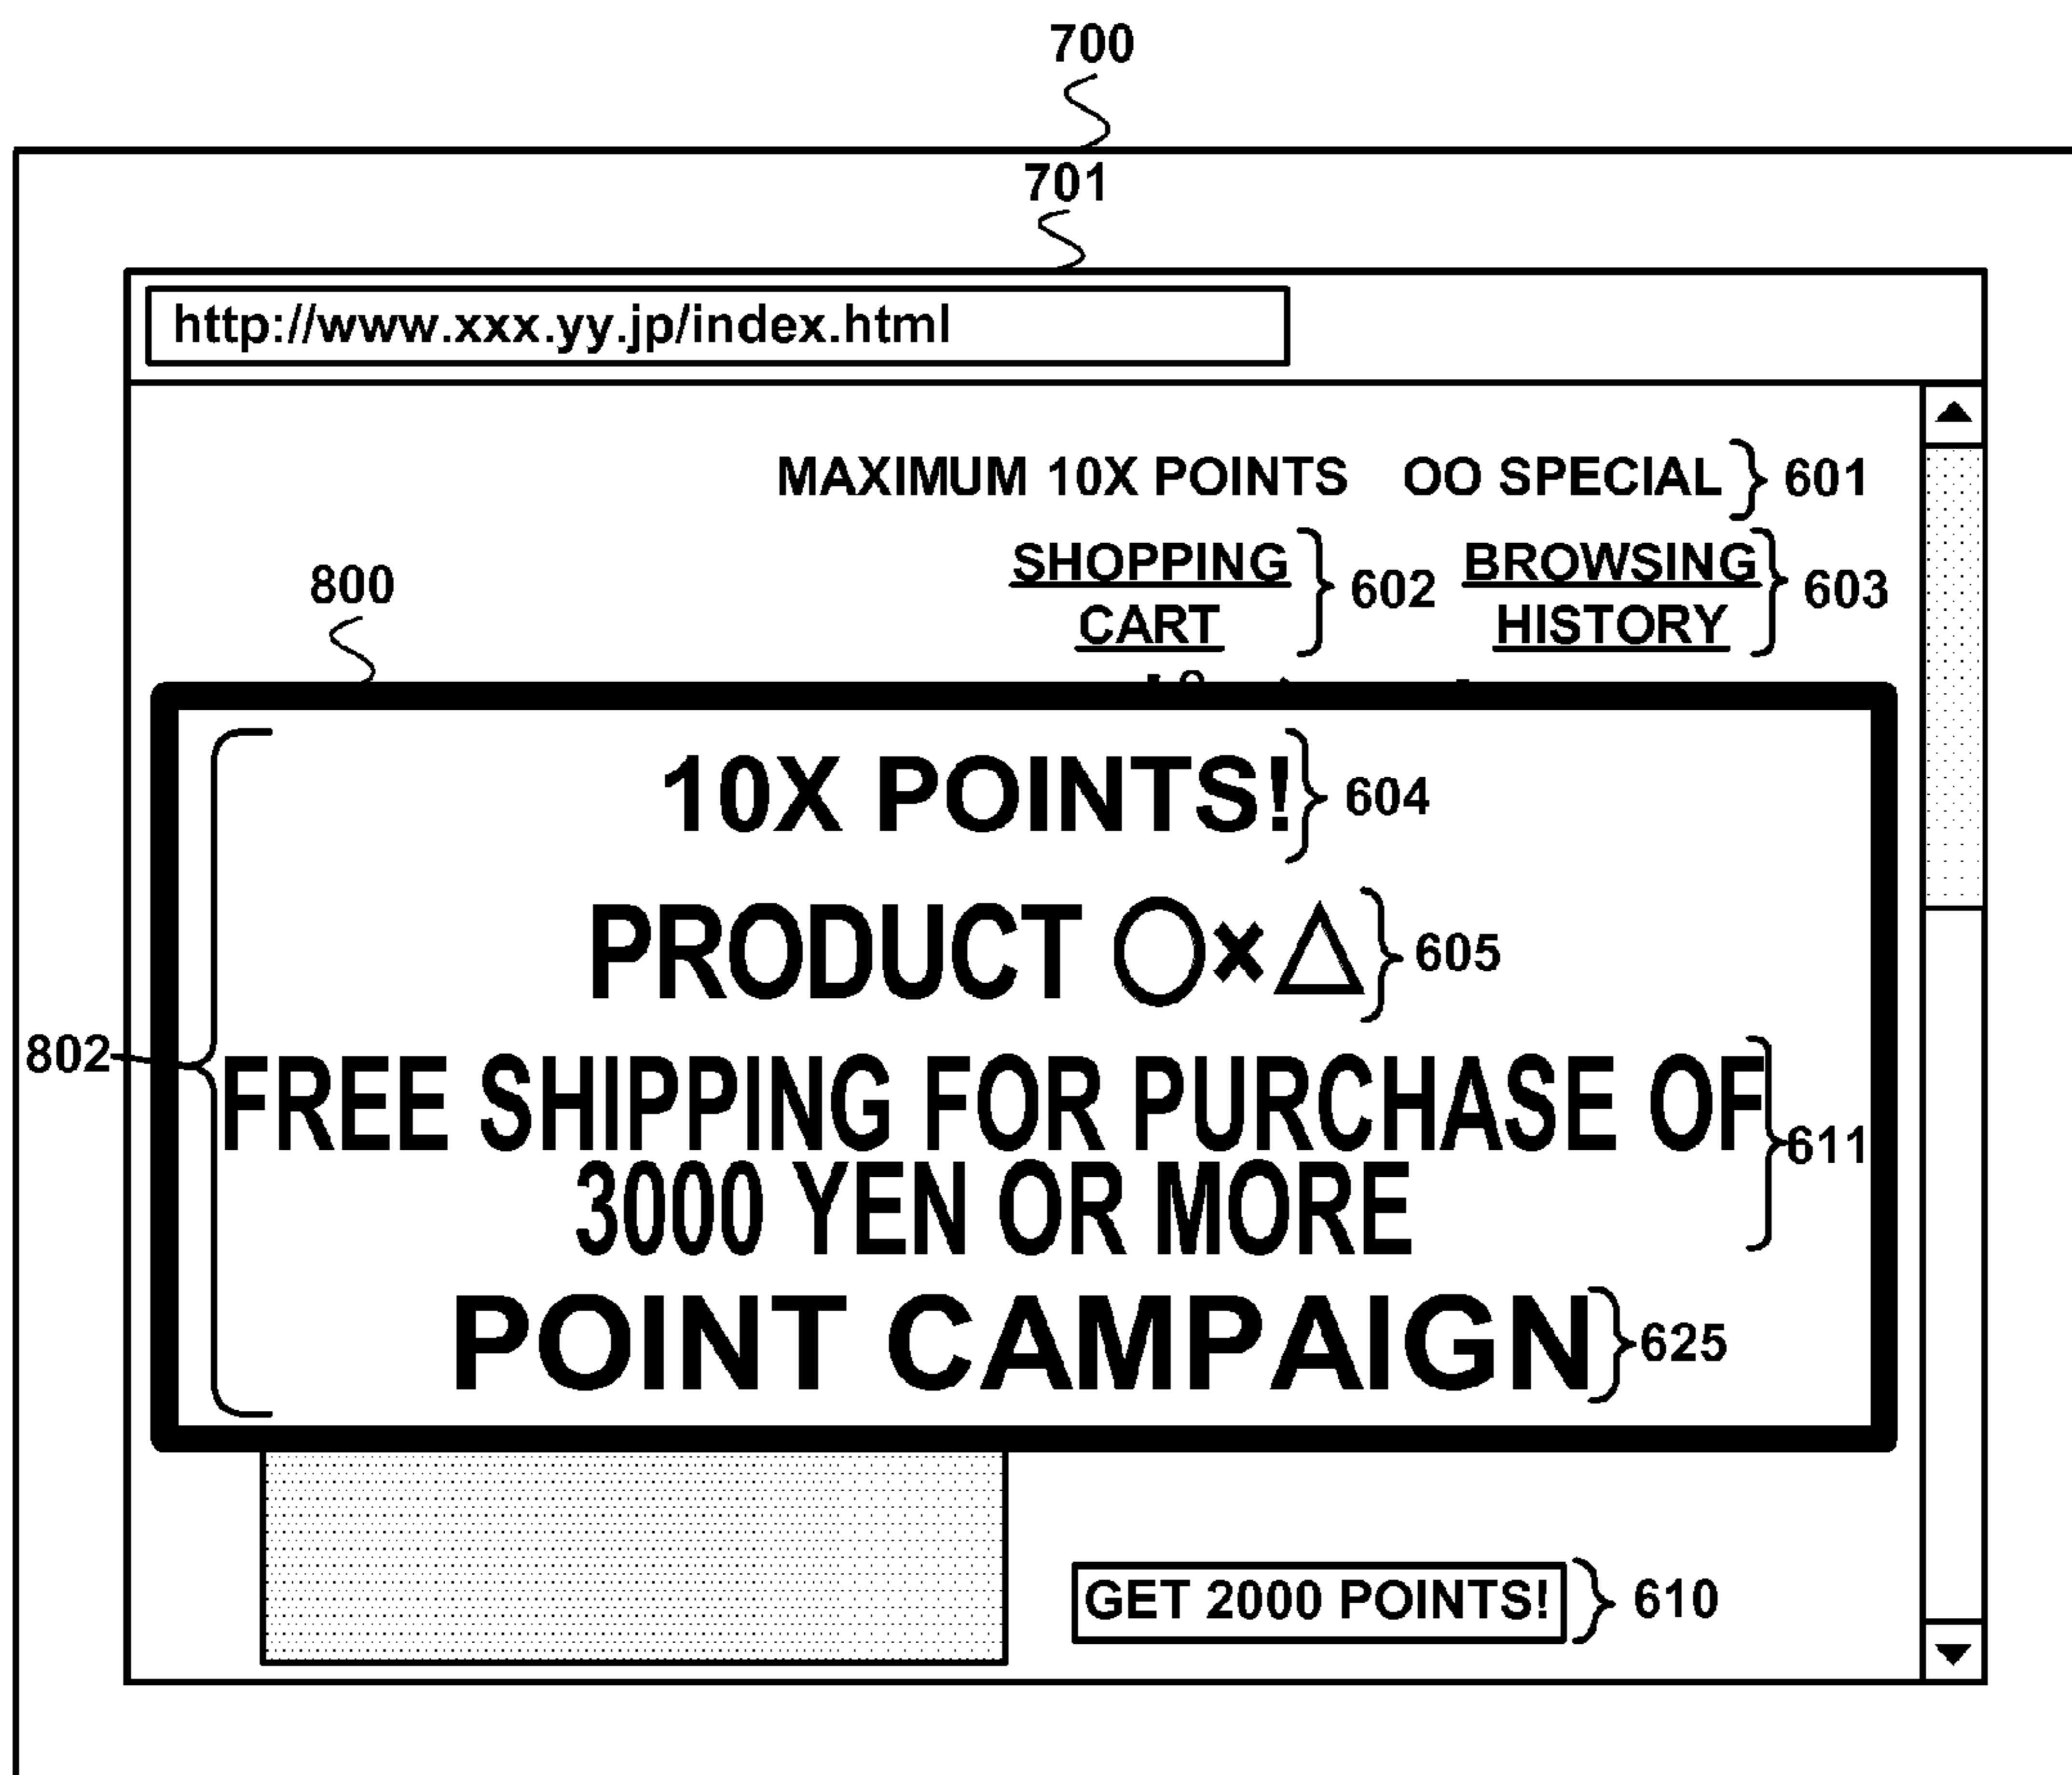 700
701
http://www.xxx.yy.jp/index.html
MAXIMUM 10X POINTS OO SPECIAL 601
SHOPPING
CART
602
BROWSING
HISTORY
603
800
10X POINTS! 604
PRODUCT ○×△ 605
802
FREE SHIPPING FOR PURCHASE OF
3000 YEN OR MORE
611
POINT CAMPAIGN 625
GET 2000 POINTS! 610